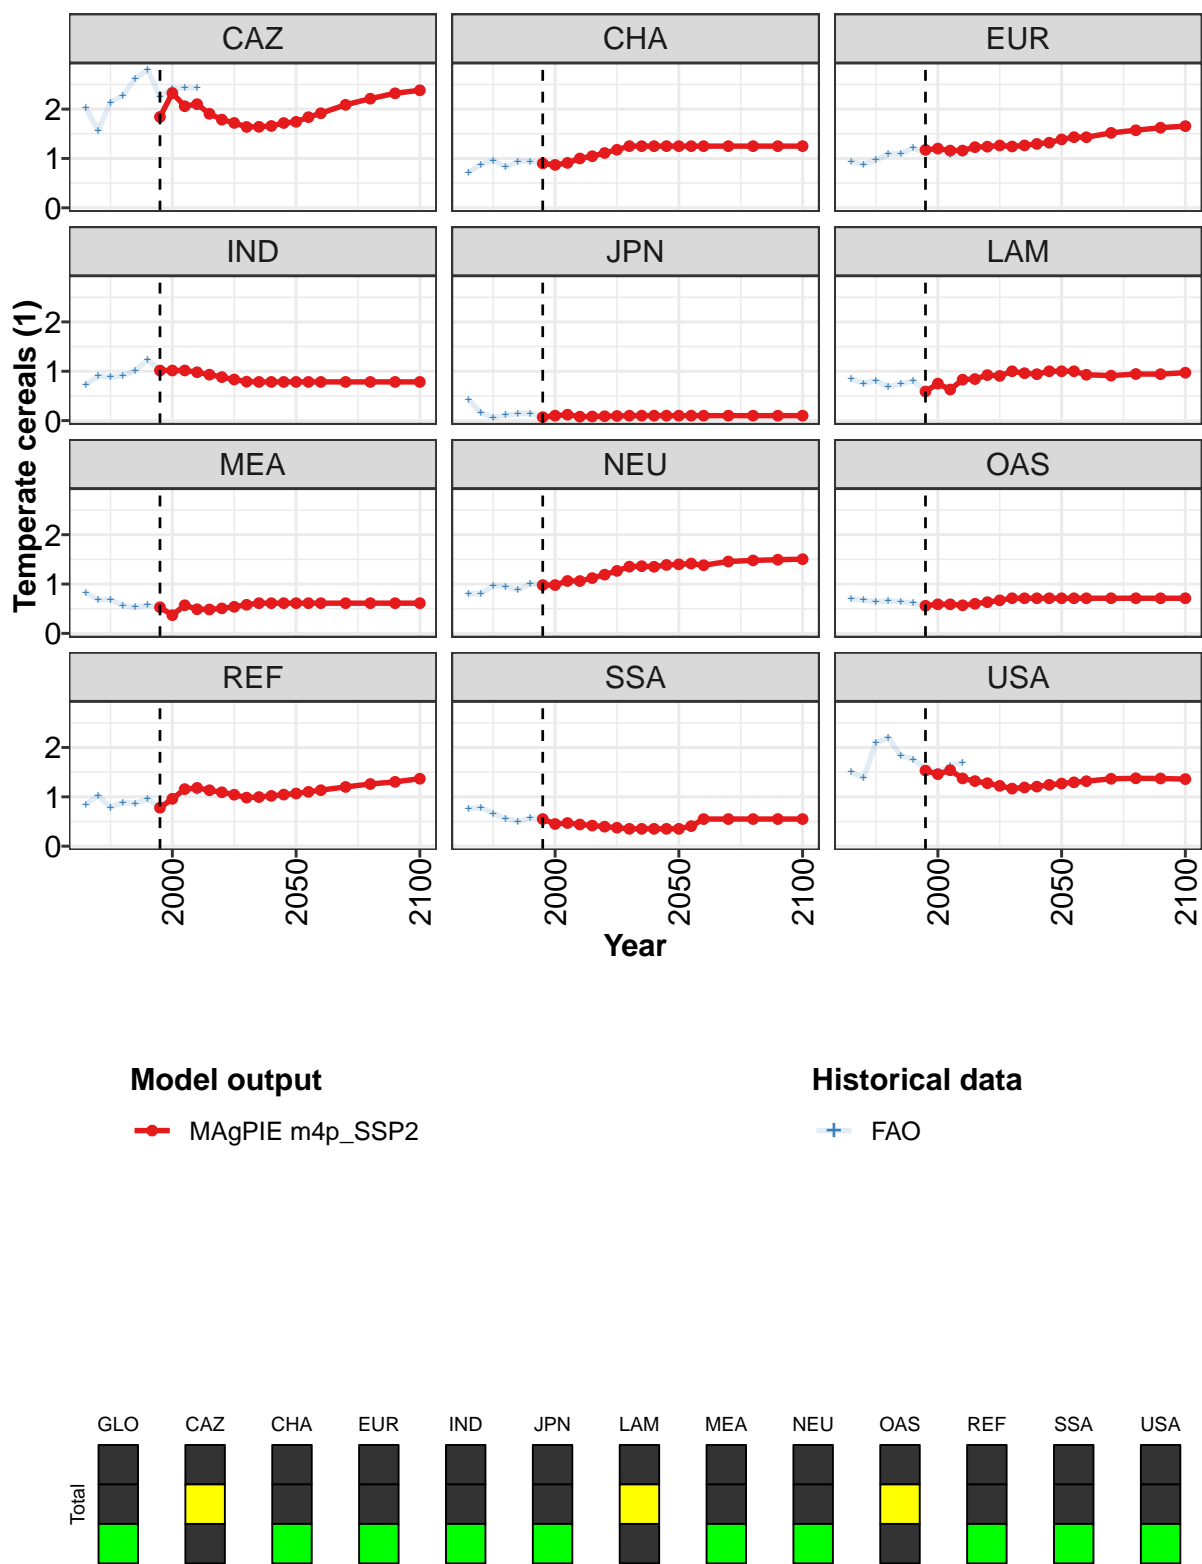 CAZ CHA EUR
2
1
0
IND JPN LAM
2
1
0
MEA NEU OAS
2
1
0
REF SSA USA
2
1
0
Temperate cereals (1)
2000 2050 2100 2000 2050 2100 2000 2050 2100
Year
Model output Historical data
MAgPIE m4p_SSP2 FAO
GLO CAZ CHA EUR IND JPN LAM MEA NEU OAS REF SSA USA
Total